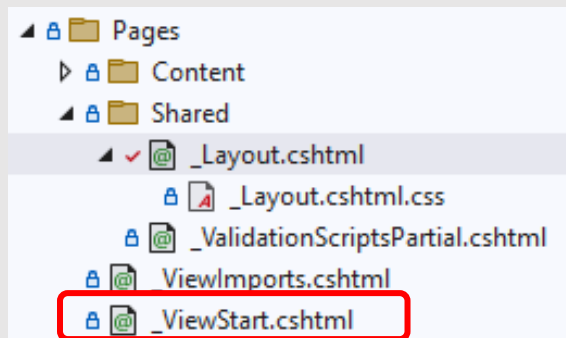 Pages
Content
Shared
_Layout.cshtml
_Layout.cshtml.css
_ValidationScriptsPartial.cshtml
_ViewImports.cshtml
_ViewStart.cshtml